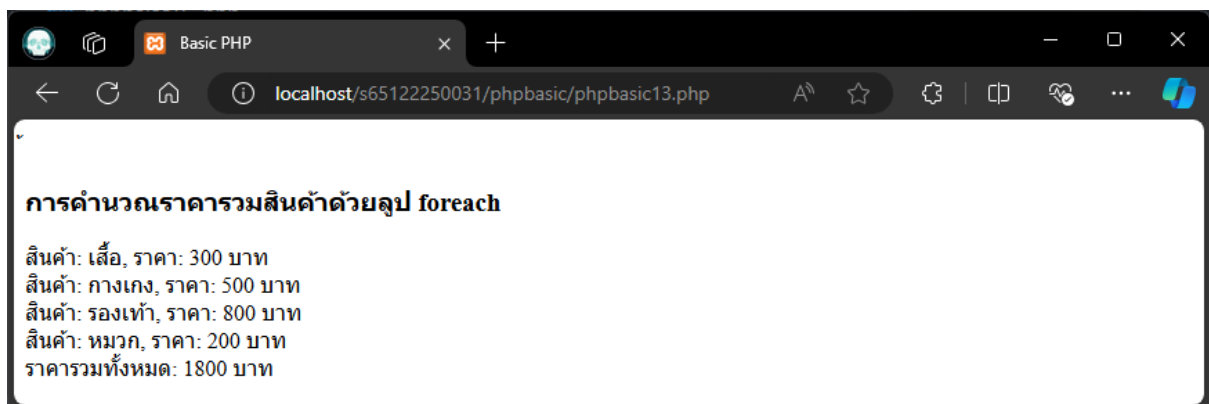 Basic PHP
localhost/s65122250031/phpbasic/phpbasic13.php
การคำนวณราคารวมสินค้าด้วยลูป foreach
สินค้า: เสื้อ, ราคา: 300 บาท
สินค้า: กางเกง, ราคา: 500 บาท
สินค้า: รองเท้า, ราคา: 800 บาท
สินค้า: หมวก, ราคา: 200 บาท
ราคารวมทั้งหมด: 1800 บาท